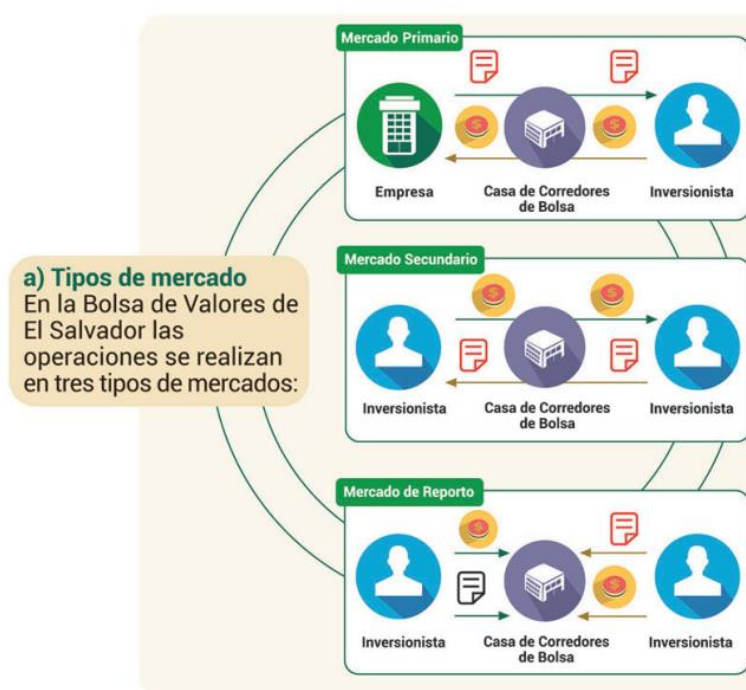 a) Tipos de mercado
En la Bolsa de Valores de
El Salvador las
operaciones se realizan
en tres tipos de mercados:
Mercado Primario
$
$
Empresa
Casa de Corredores
de Bolsa
Inversionista
Mercado Secundario
$
$
Inversionista
Casa de Corredores
de Bolsa
Inversionista
Mercado de Reporto
$
$
Inversionista
Casa de Corredores
de Bolsa
Inversionista